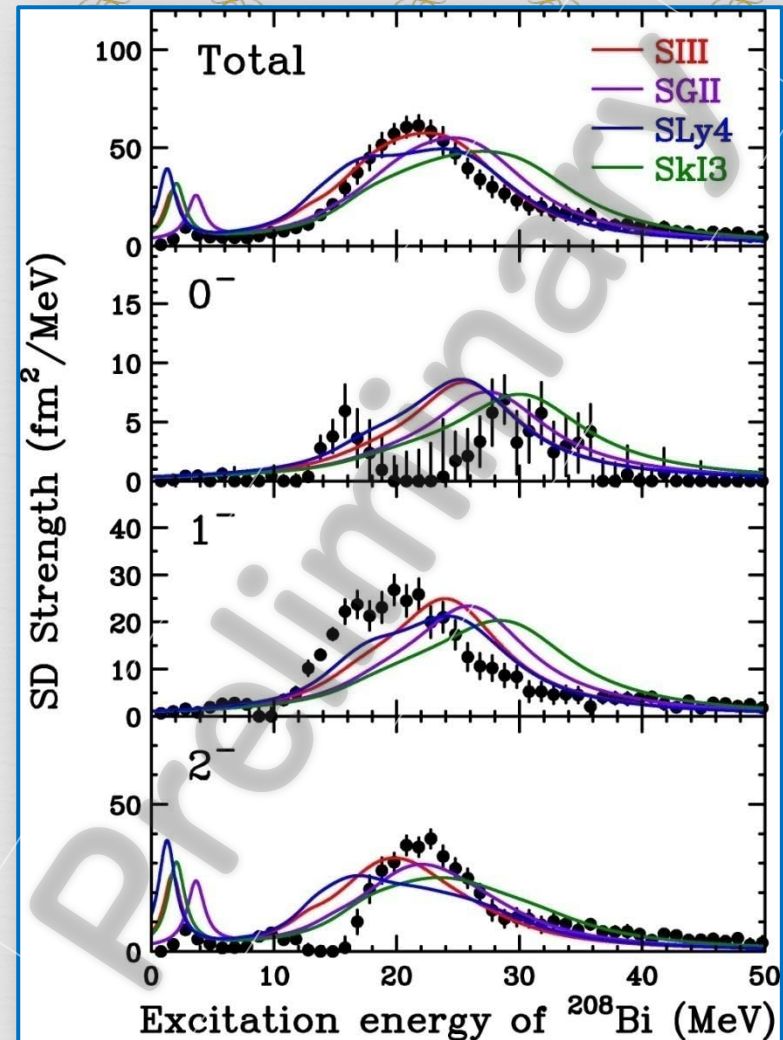 Total
SIII
SGII
SLy4
SkI3
100
50
0
0⁻
15
10
5
0
1⁻
40
30
20
10
0
2⁻
50
0
0 10 20 30 40 50
SD Strength (fm²/MeV)
Excitation energy of ²⁰⁸Bi (MeV)
Preliminary